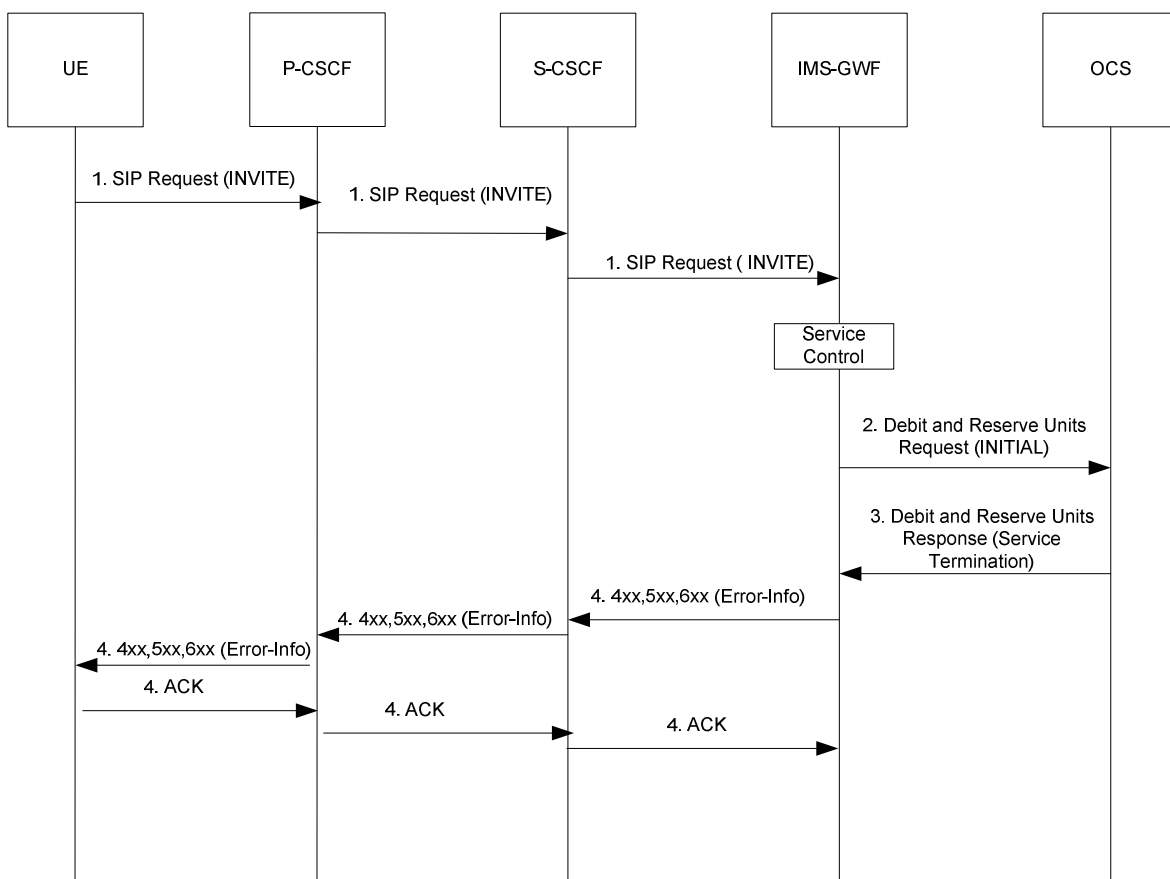 UE
P-CSCF
S-CSCF
IMS-GWF
OCS
1. SIP Request (INVITE)
1. SIP Request (INVITE)
1. SIP Request ( INVITE)
Service
Control
2. Debit and Reserve Units
Request (INITIAL)
3. Debit and Reserve Units
Response (Service
Termination)
4. 4xx,5xx,6xx (Error-Info)
4. 4xx,5xx,6xx (Error-Info)
4. 4xx,5xx,6xx (Error-Info)
4. ACK
4. ACK
4. ACK